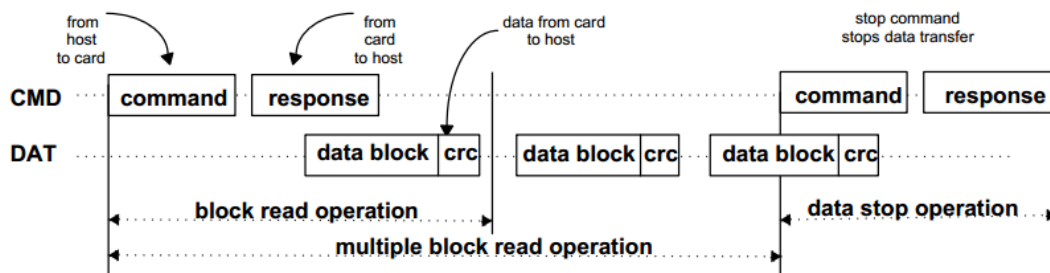 from
host
to card
from
card
to host
data from card
to host
stop command
stops data transfer
CMD
command
response
command
response
DAT
data block
crc
data block
crc
data block
crc
block read operation
data stop operation
multiple block read operation